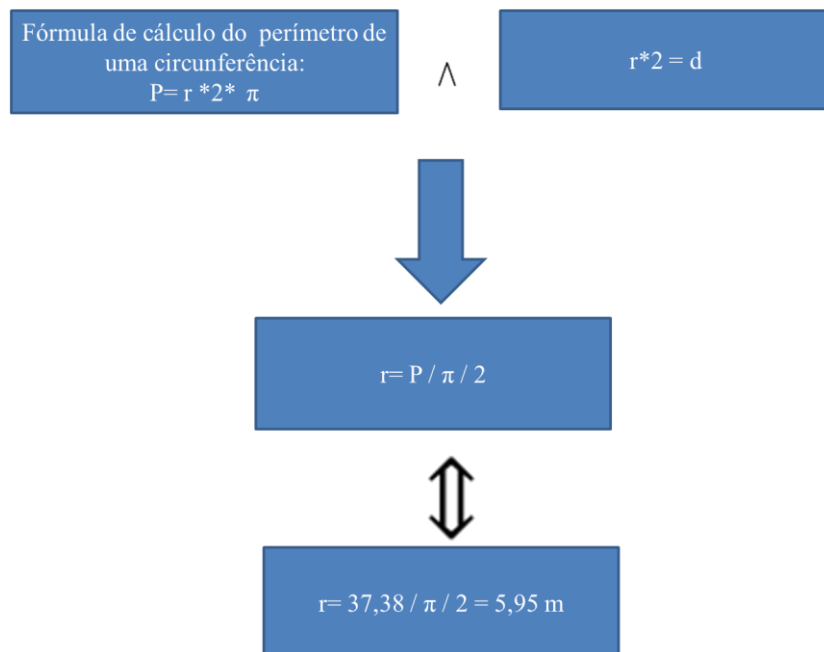 Fórmula de cálculo do perímetro de
uma circunferência:
P= r *2* π
∧
r*2 = d
r= P / π / 2
⇕
r= 37,38 / π / 2 = 5,95 m